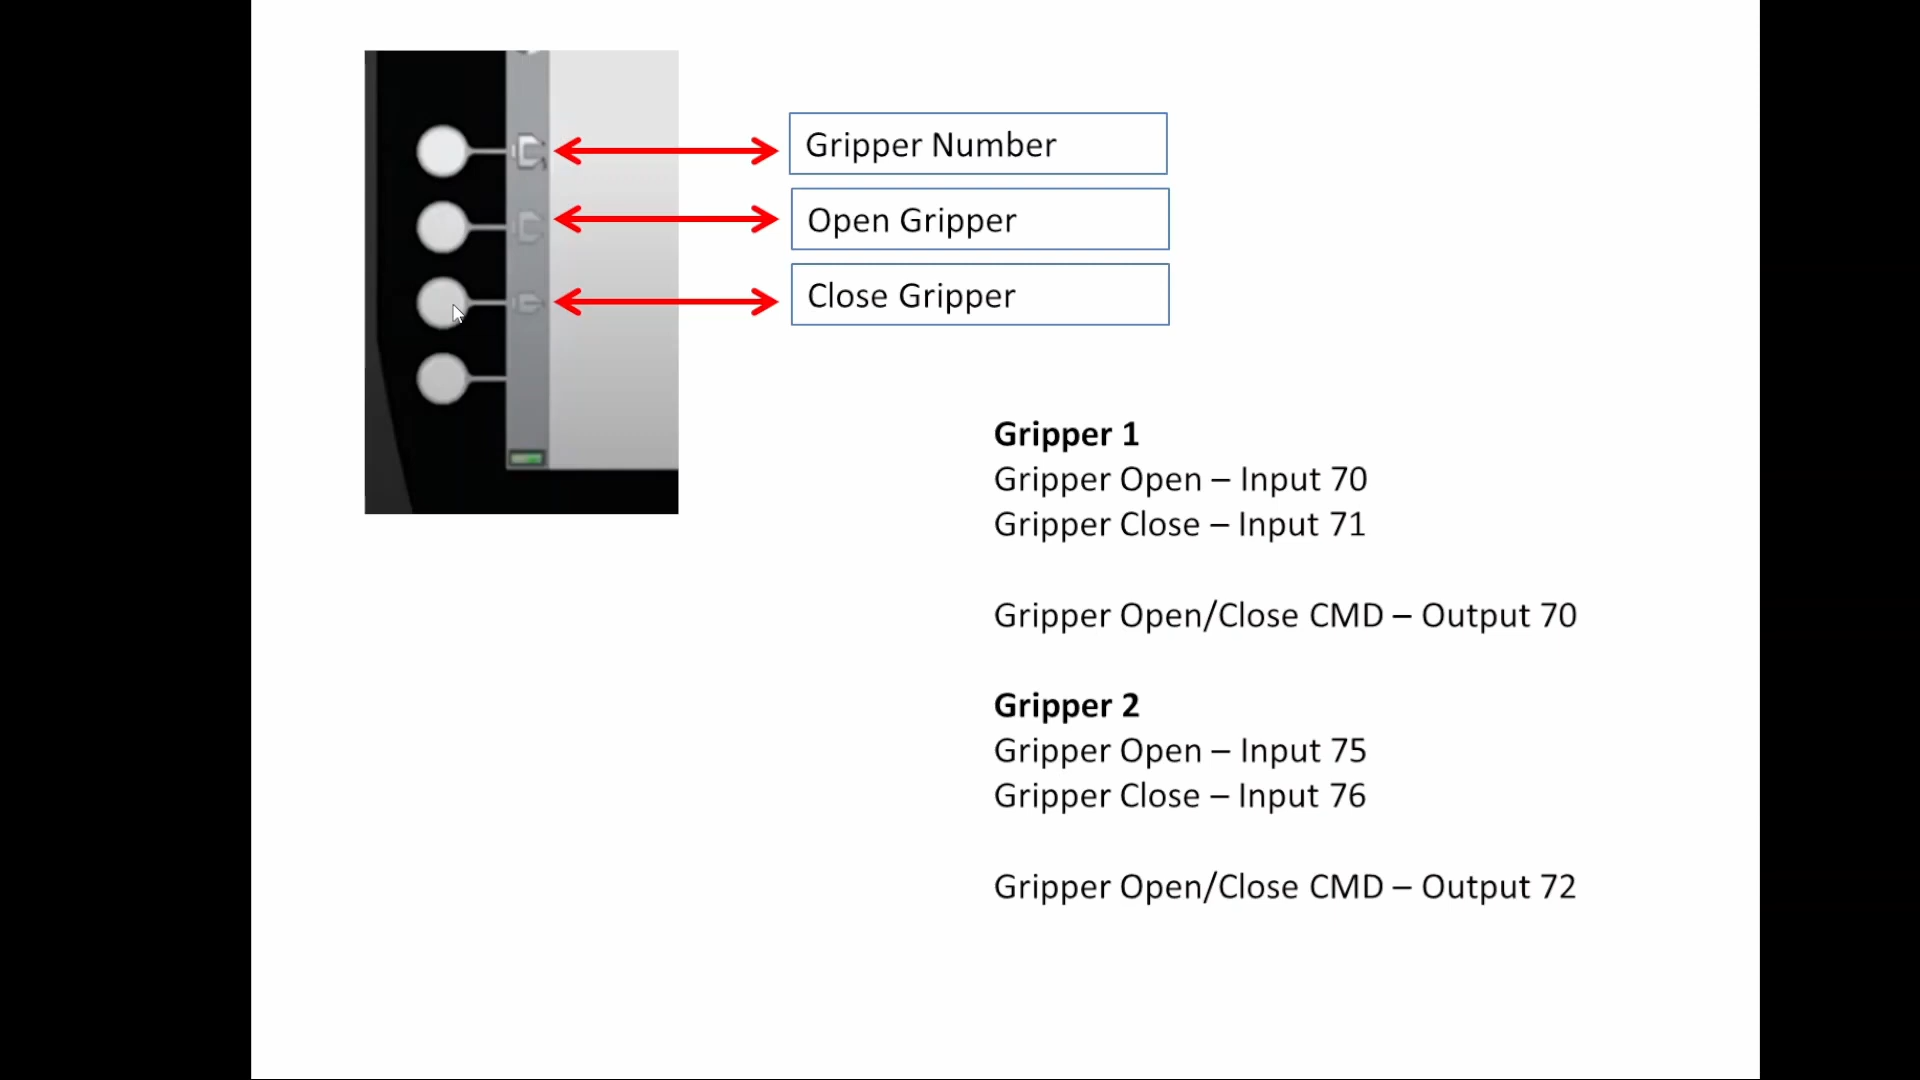 Gripper Number
Open Gripper
Close Gripper
Gripper 1
Gripper Open – Input 70
Gripper Close – Input 71
Gripper Open/Close CMD – Output 70
Gripper 2
Gripper Open – Input 75
Gripper Close – Input 76
Gripper Open/Close CMD – Output 72